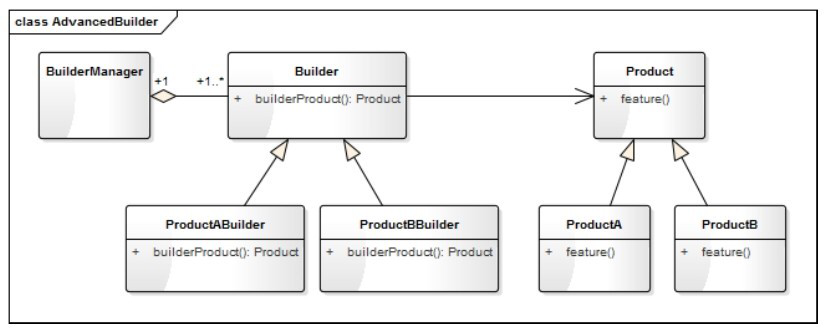 class AdvancedBuilder
BuilderManager
+1
+1..*
Builder
+ builderProduct(): Product
Product
+ feature()
ProductABuilder
+ builderProduct(): Product
ProductBBuilder
+ builderProduct(): Product
ProductA
+ feature()
ProductB
+ feature()